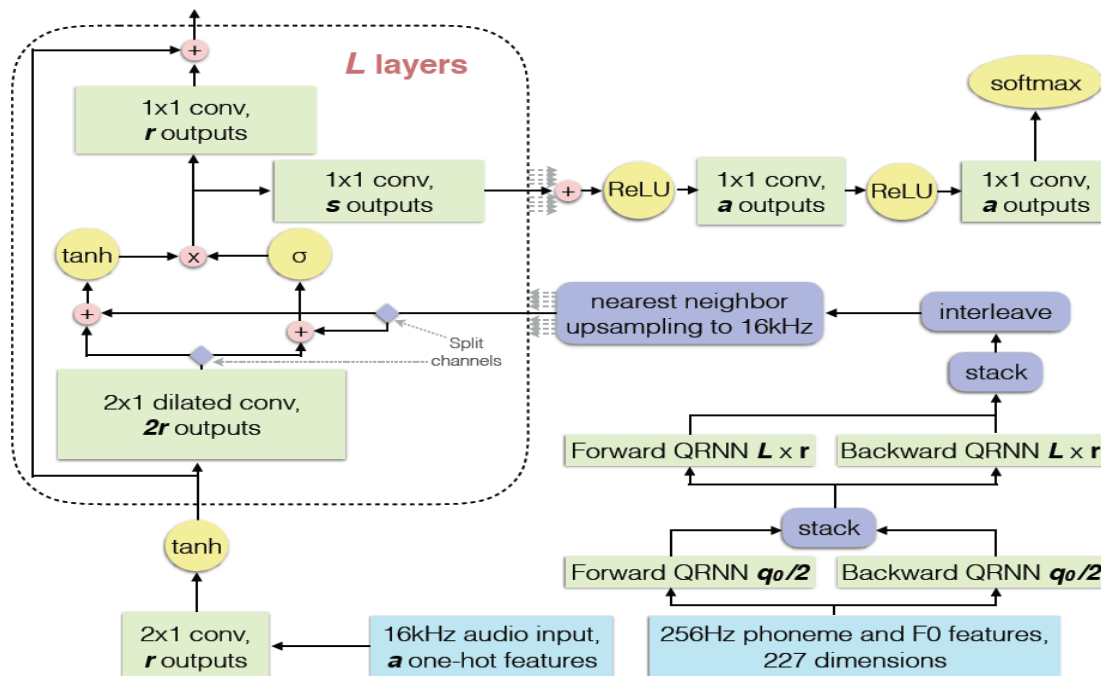 +
L layers
1x1 conv,
r outputs
softmax
1x1 conv,
s outputs
+
ReLU
1x1 conv,
a outputs
ReLU
1x1 conv,
a outputs
tanh
x
σ
+
+
Split
channels
nearest neighbor
upsampling to 16kHz
interleave
stack
2x1 dilated conv,
2r outputs
Forward QRNN L x r
Backward QRNN L x r
stack
tanh
Forward QRNN q₀/2
Backward QRNN q₀/2
2x1 conv,
r outputs
16kHz audio input,
a one-hot features
256Hz phoneme and F0 features,
227 dimensions